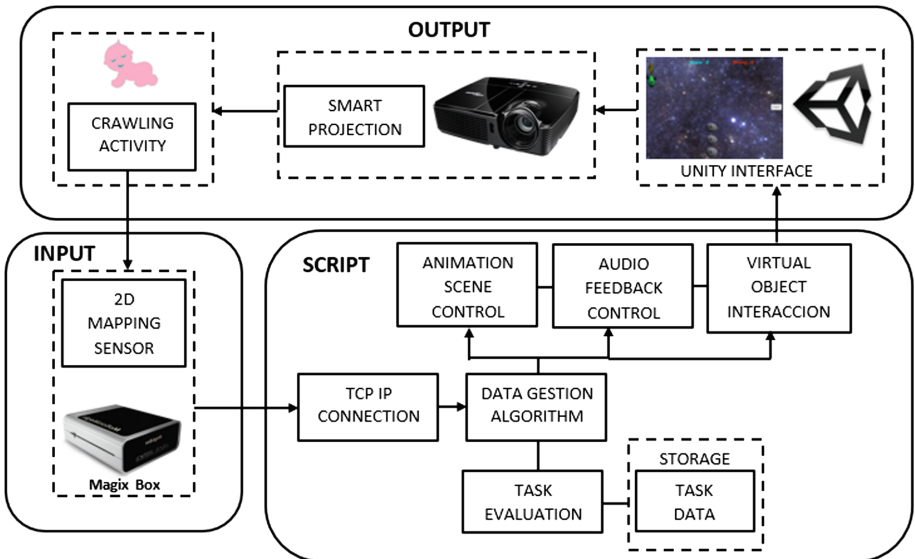 OUTPUT
CRAWLING
ACTIVITY
SMART
PROJECTION
UNITY INTERFACE
INPUT
2D
MAPPING
SENSOR
Magix Box
SCRIPT
ANIMATION
SCENE
CONTROL
AUDIO
FEEDBACK
CONTROL
VIRTUAL
OBJECT
INTERACCION
TCP IP
CONNECTION
DATA GESTION
ALGORITHM
TASK
EVALUATION
STORAGE
TASK
DATA